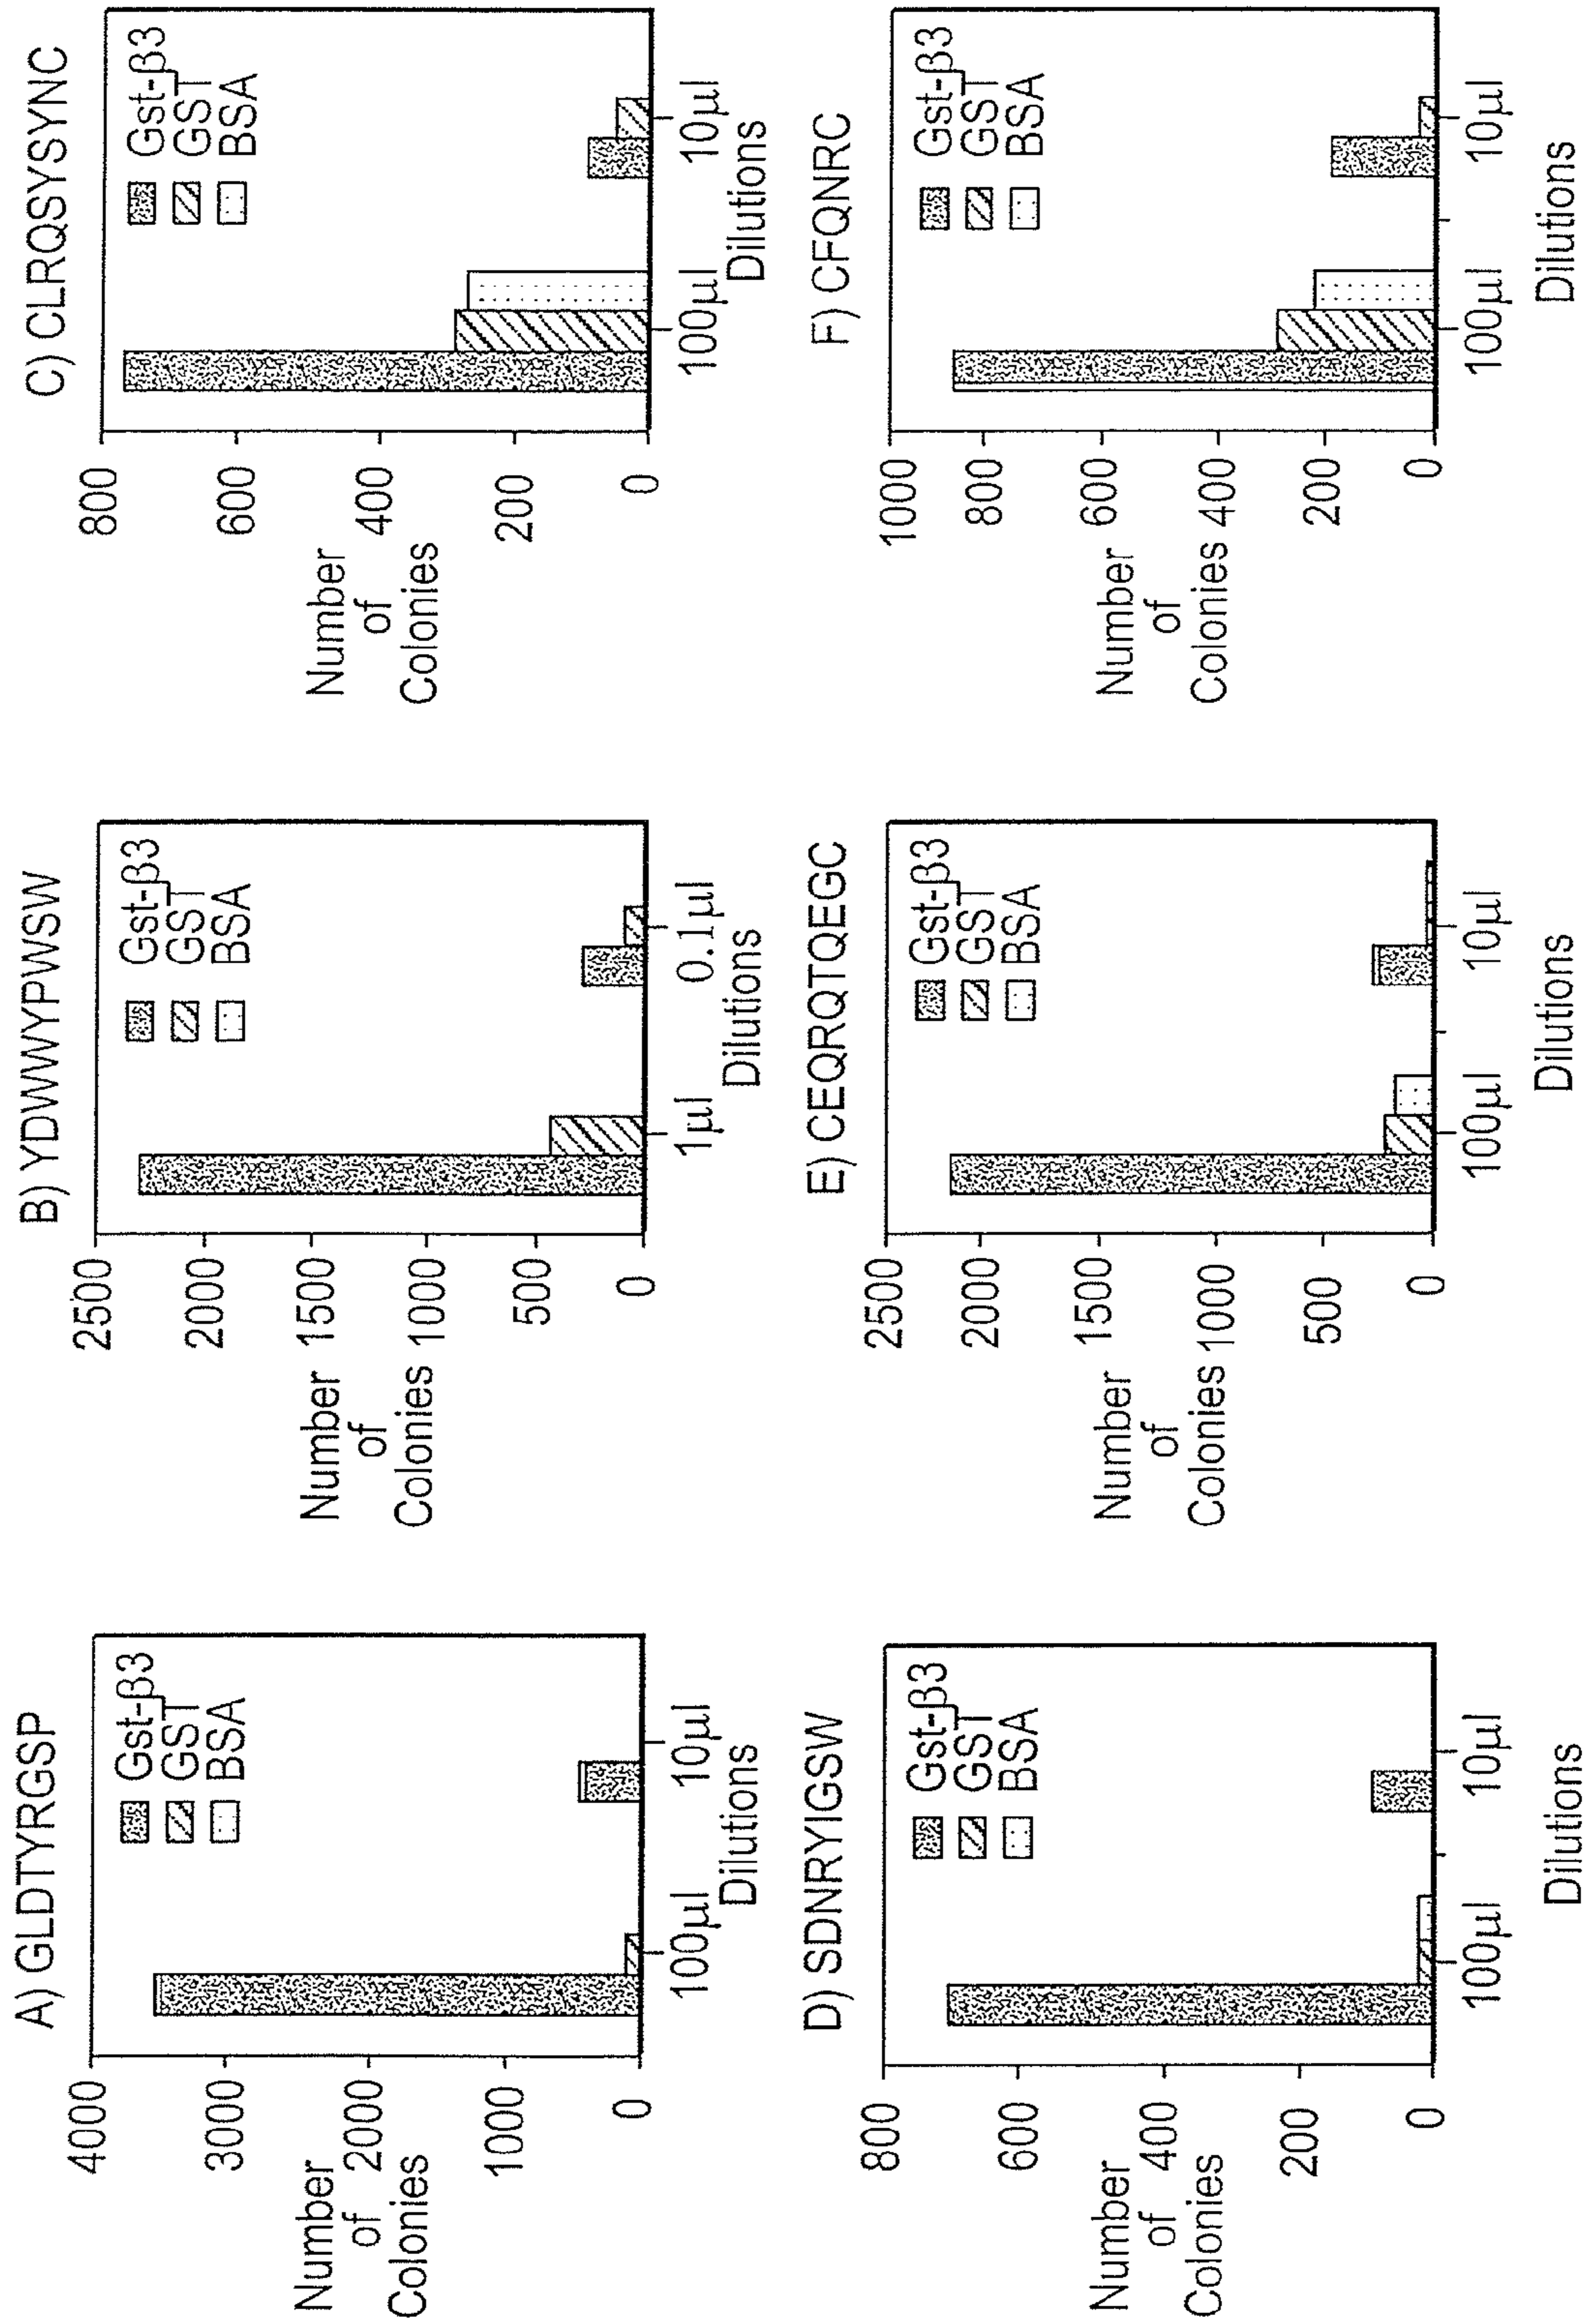 A) GLDTYRGSP
4000
3000
2000
1000
0
Number
of
Colonies
Gst-β3
GST
BSA
100μl
10μl
Dilutions
B) YDWWYPWSW
2500
2000
1500
1000
500
0
Number
of
Colonies
Gst-β3
GST
BSA
1μl
0.1μl
Dilutions
C) CLRQSYSYNC
800
600
400
200
0
Number
of
Colonies
Gst-β3
GST
BSA
100μl
10μl
Dilutions
D) SDNRYIGSW
800
600
400
200
0
Number
of
Colonies
Gst-β3
GST
BSA
100μl
10μl
Dilutions
E) CEQRQTQEGC
2500
2000
1500
1000
500
0
Number
of
Colonies
Gst-β3
GST
BSA
100μl
10μl
Dilutions
F) CFQNRC
1000
800
600
400
200
0
Number
of
Colonies
Gst-β3
GST
BSA
100μl
10μl
Dilutions